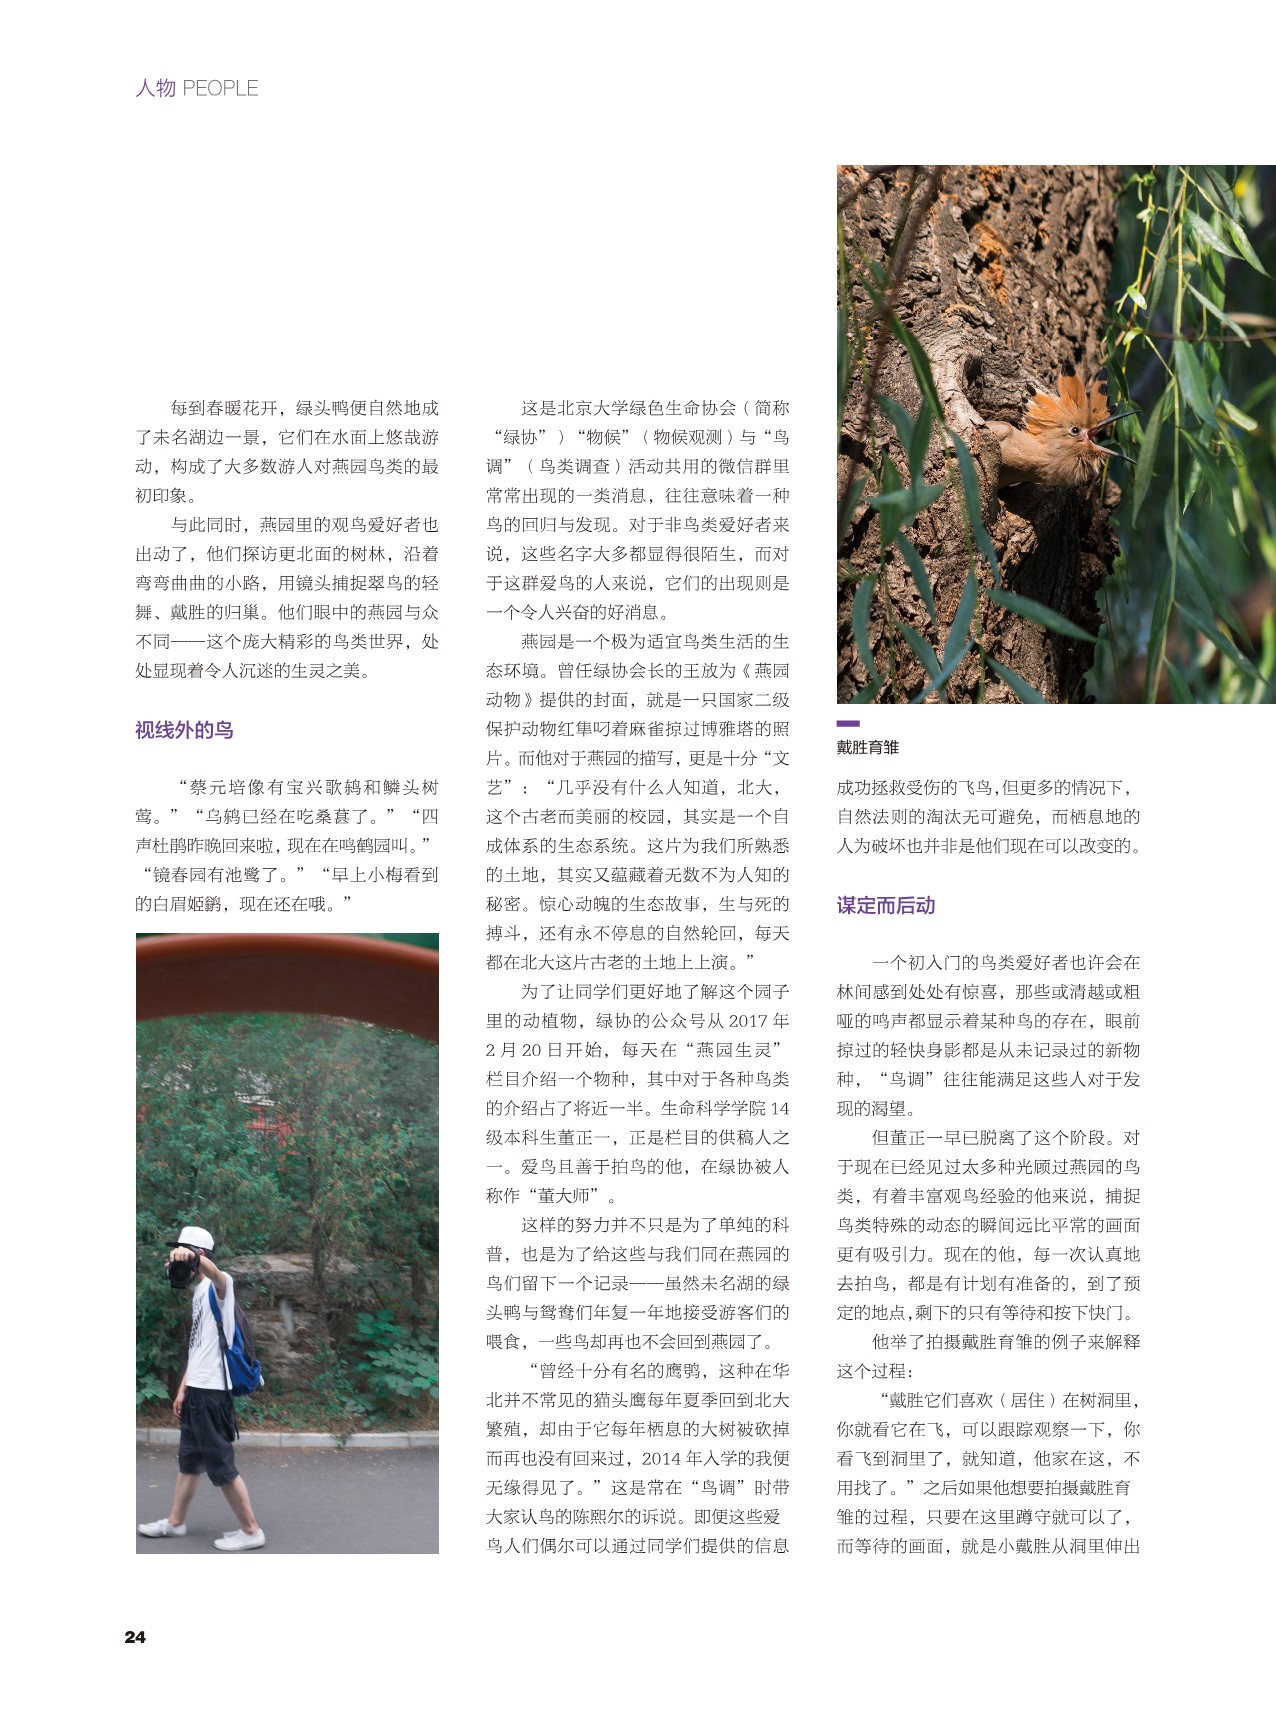 人物 PEOPLE
每到春暖花开，绿头鸭便自然地成
了未名湖边一景，它们在水面上悠哉游
动，构成了大多数游人对燕园鸟类的最
初印象。
与此同时，燕园里的观鸟爱好者也
出动了，他们探访更北面的树林，沿着
弯弯曲曲的小路，用镜头捕捉翠鸟的轻
舞、戴胜的归巢。他们眼中的燕园与众
不同——这个庞大精彩的鸟类世界，处
处显现着令人沉迷的生灵之美。
视线外的鸟
“蔡元培像有宝兴歌鸫和鳞头树
莺。”“乌鸫已经在吃桑葚了。”“四
声杜鹃昨晚回来啦，现在在鸣鹤园叫。”
“镜春园有池鹭了。”“早上小梅看到
的白眉姬鹟，现在还在哦。”
这是北京大学绿色生命协会（简称
“绿协”）“物候”（物候观测）与“鸟
调”（鸟类调查）活动共用的微信群里
常常出现的一类消息，往往意味着一种
鸟的回归与发现。对于非鸟类爱好者来
说，这些名字大多都显得很陌生，而对
于这群爱鸟的人来说，它们的出现则是
一个令人兴奋的好消息。
燕园是一个极为适宜鸟类生活的生
态环境。曾任绿协会长的王放为《燕园
动物》提供的封面，就是一只国家二级
保护动物红隼叼着麻雀掠过博雅塔的照
片。而他对于燕园的描写，更是十分“文
艺”：“几乎没有什么人知道，北大，
这个古老而美丽的校园，其实是一个自
成体系的生态系统。这片为我们所熟悉
的土地，其实又蕴藏着无数不为人知的
秘密。惊心动魄的生态故事，生与死的
搏斗，还有永不停息的自然轮回，每天
都在北大这片古老的土地上上演。”
为了让同学们更好地了解这个园子
里的动植物，绿协的公众号从 2017 年
2 月 20 日开始，每天在“燕园生灵”
栏目介绍一个物种，其中对于各种鸟类
的介绍占了将近一半。生命科学学院 14
级本科生董正一，正是栏目的供稿人之
一。爱鸟且善于拍鸟的他，在绿协被人
称作“董大师”。
这样的努力并不只是为了单纯的科
普，也是为了给这些与我们同在燕园的
鸟们留下一个记录——虽然未名湖的绿
头鸭与鸳鸯们年复一年地接受游客们的
喂食，一些鸟却再也不会回到燕园了。
“曾经十分有名的鹰鸮，这种在华
北并不常见的猫头鹰每年夏季回到北大
繁殖，却由于它每年栖息的大树被砍掉
而再也没有回来过，2014 年入学的我便
无缘得见了。”这是常在“鸟调”时带
大家认鸟的陈熙尔的诉说。即便这些爱
鸟人们偶尔可以通过同学们提供的信息
戴胜育雏
成功拯救受伤的飞鸟，但更多的情况下，
自然法则的淘汰无可避免，而栖息地的
人为破坏也并非是他们现在可以改变的。
谋定而后动
一个初入门的鸟类爱好者也许会在
林间感到处处有惊喜，那些或清越或粗
哑的鸣声都显示着某种鸟的存在，眼前
掠过的轻快身影都是从未记录过的新物
种，“鸟调”往往能满足这些人对于发
现的渴望。
但董正一早已脱离了这个阶段。对
于现在已经见过太多种光顾过燕园的鸟
类，有着丰富观鸟经验的他来说，捕捉
鸟类特殊的动态的瞬间远比平常的画面
更有吸引力。现在的他，每一次认真地
去拍鸟，都是有计划有准备的，到了预
定的地点，剩下的只有等待和按下快门。
他举了拍摄戴胜育雏的例子来解释
这个过程：
“戴胜它们喜欢（居住）在树洞里，
你就看它在飞，可以跟踪观察一下，你
看飞到洞里了，就知道，他家在这，不
用找了。”之后如果他想要拍摄戴胜育
雏的过程，只要在这里蹲守就可以了，
而等待的画面，就是小戴胜从洞里伸出
24